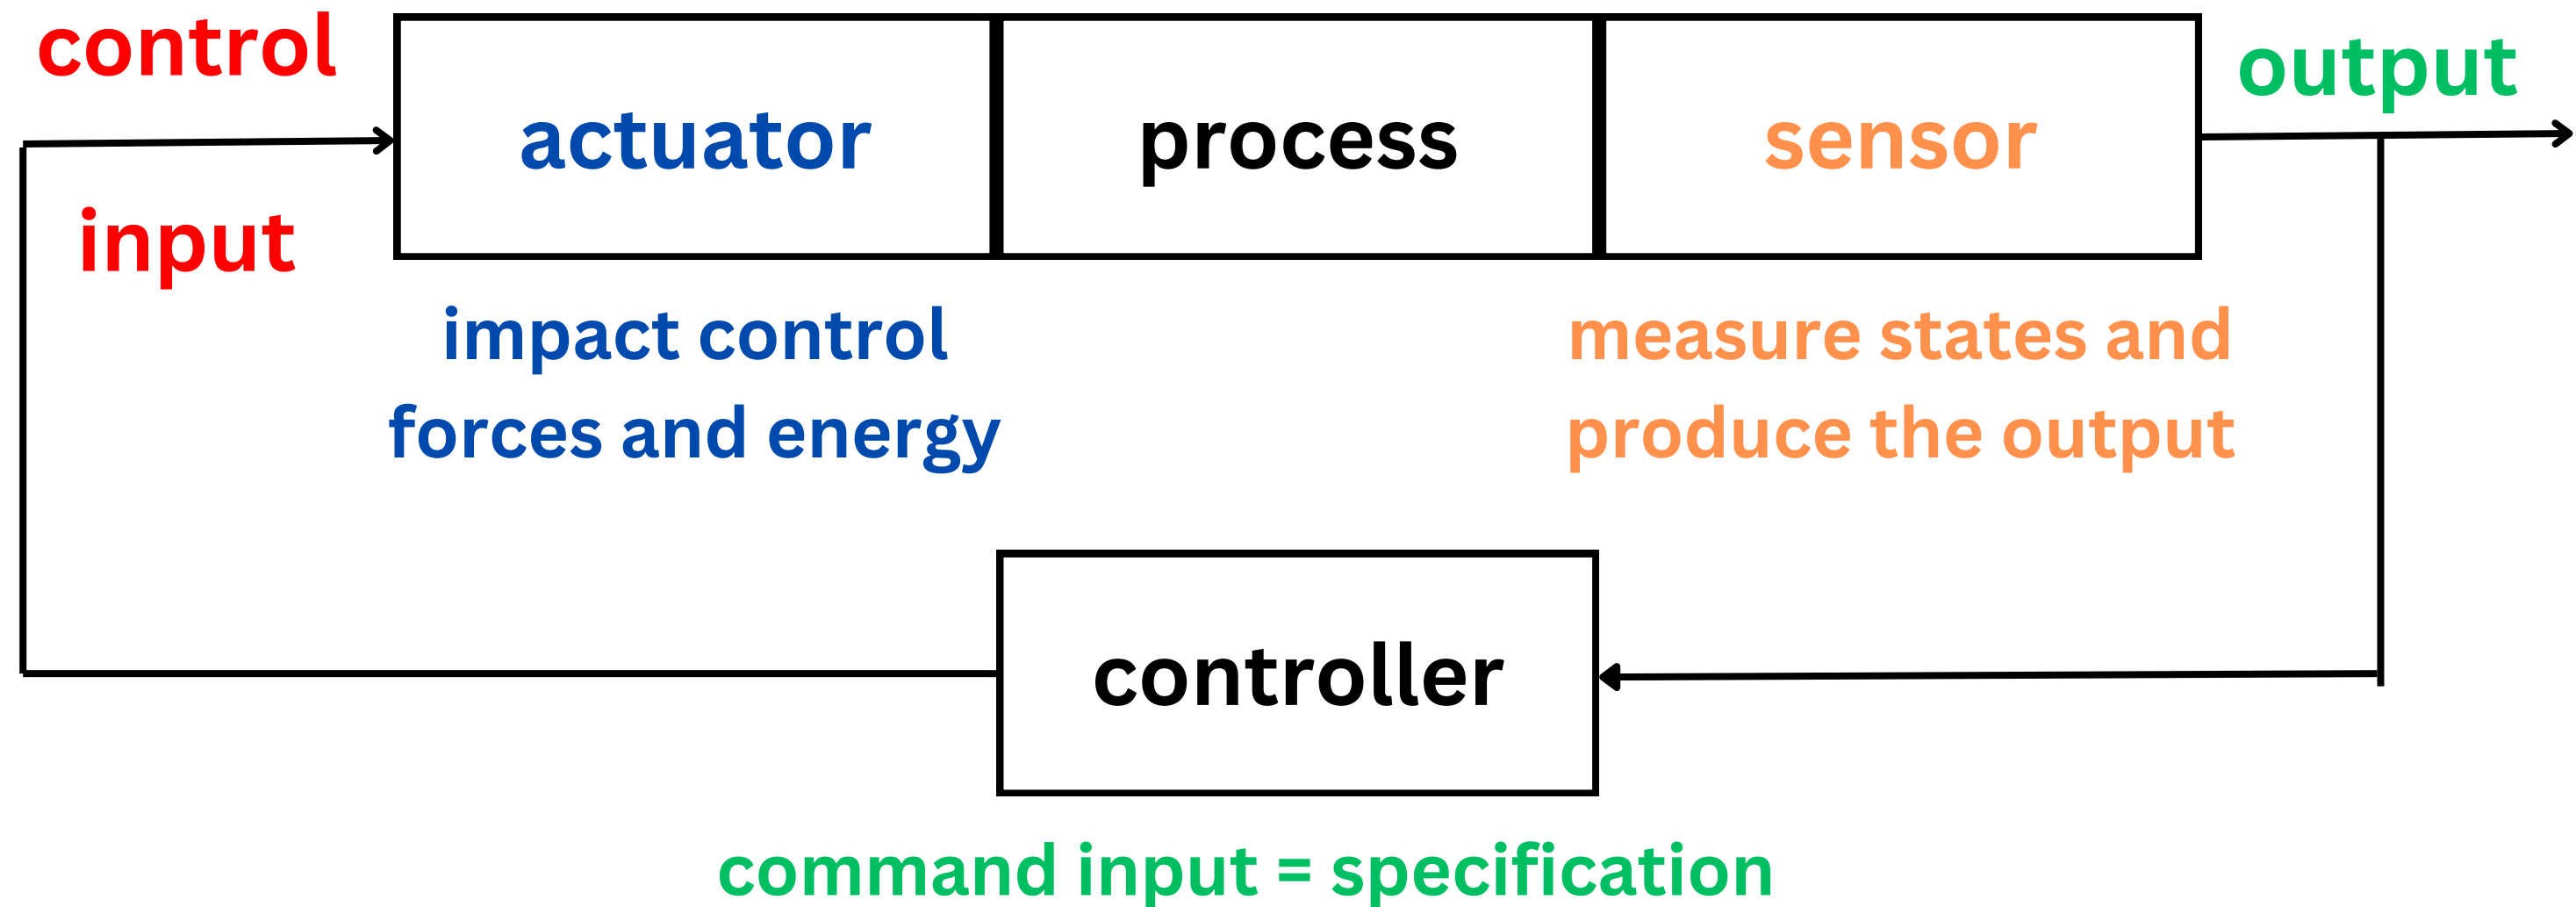 control
input
actuator
process
sensor
output
impact control
forces and energy
measure states and
produce the output
controller
command input = specification